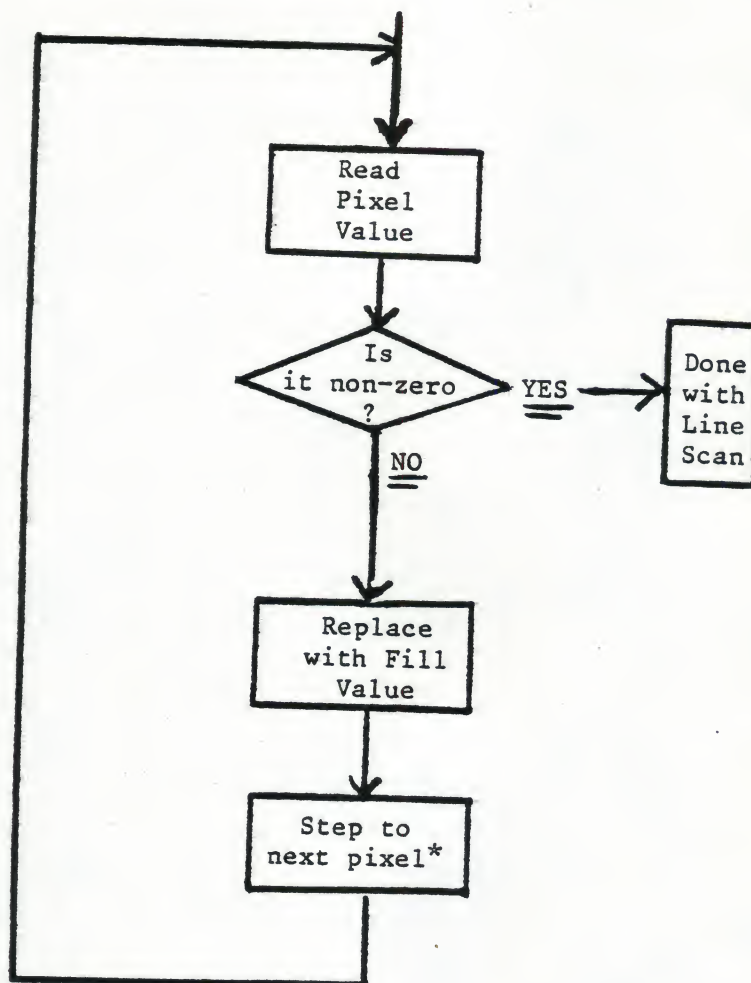 Read
Pixel
Value
Is
it non-zero
?
YES
Done
with
Line
Scan
NO
Replace
with Fill
Value
Step to
next pixel*